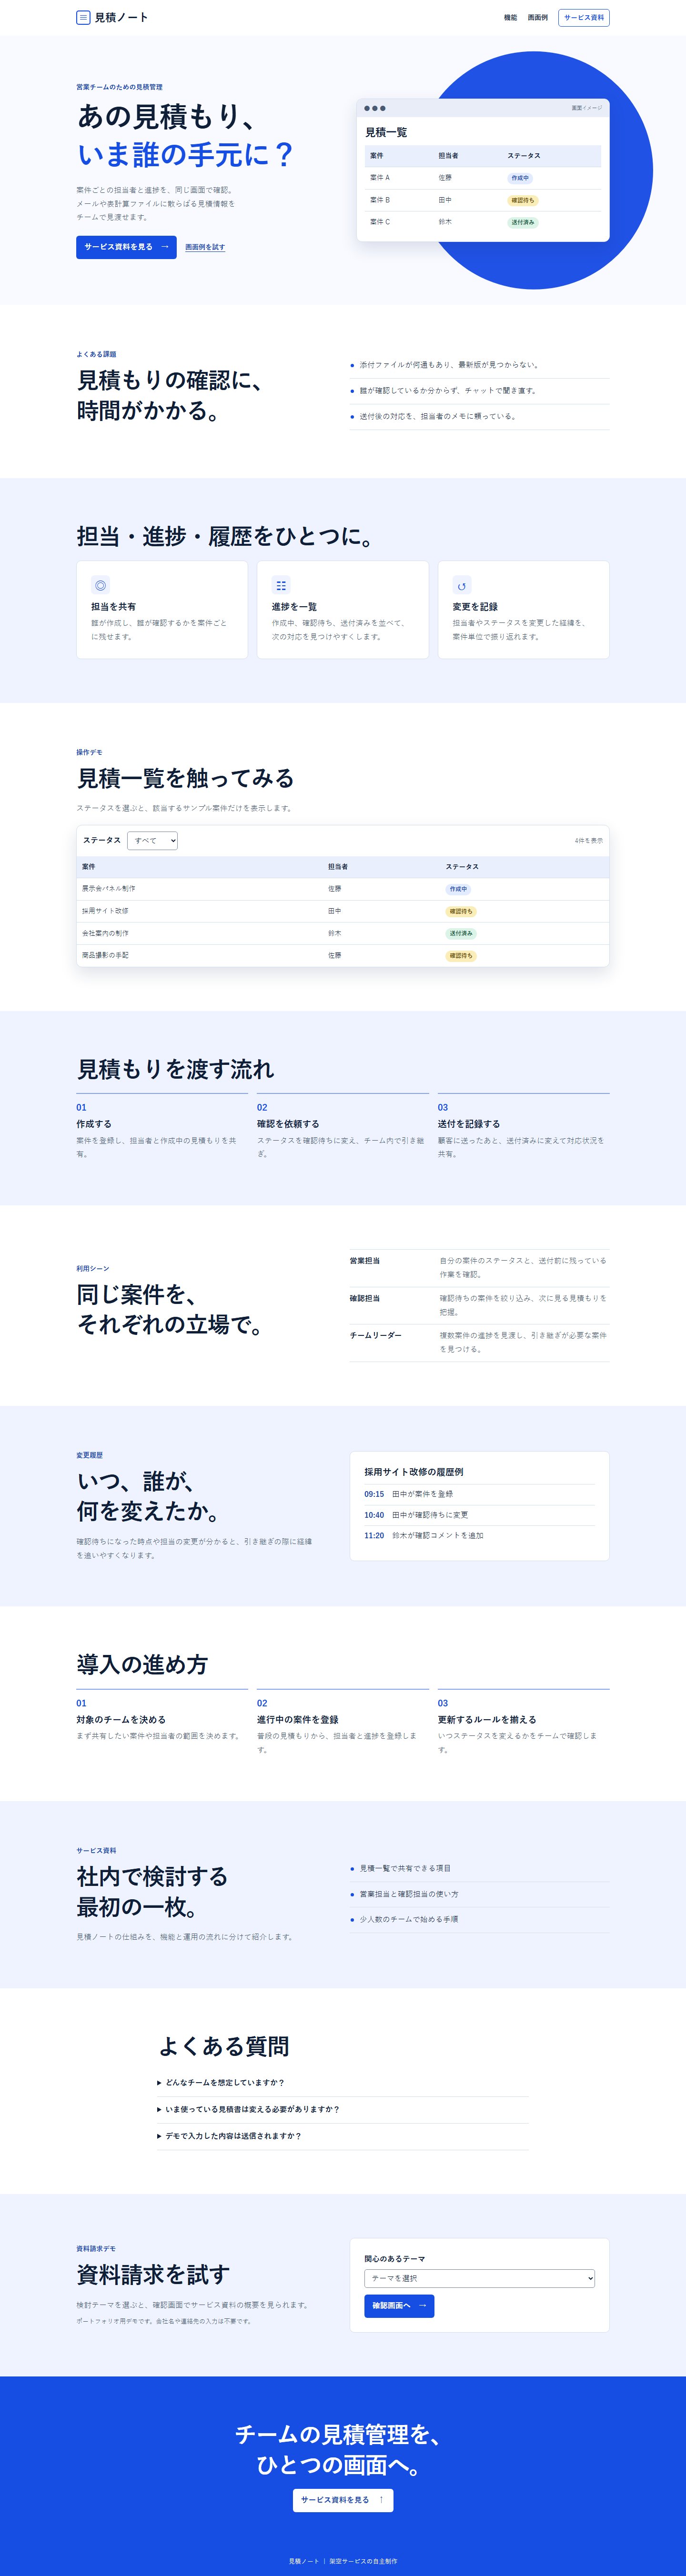 見積ノート
機能 画面例 サービス資料
営業チームのための見積管理
あの見積もり、
いま誰の手元に？
案件ごとの担当者と進捗を、同じ画面で確認。
メールや表計算ファイルに散らばる見積情報を
チームで見渡せます。
サービス資料を見る →
画面例を試す
画面イメージ
見積一覧
案件 担当者 ステータス
案件 A 佐藤 作成中
案件 B 田中 確認待ち
案件 C 鈴木 送付済み
よくある課題
見積もりの確認に、
時間がかかる。
添付ファイルが何通もあり、最新版が見つからない。
誰が確認しているか分からず、チャットで聞き直す。
送付後の対応を、担当者のメモに頼っている。
担当・進捗・履歴をひとつに。
担当を共有
誰が作成し、誰が確認するかを案件ごと
に残せます。
進捗を一覧
作成中、確認待ち、送付済みを並べて、
次の対応を見つけやすくします。
変更を記録
担当者やステータスを変更した経緯を、
案件単位で振り返れます。
操作デモ
見積一覧を触ってみる
ステータスを選ぶと、該当するサンプル案件だけを表示します。
ステータス すべて
4件を表示
案件 担当者 ステータス
展示会パネル制作 佐藤 作成中
採用サイト改修 田中 確認待ち
会社案内の制作 鈴木 送付済み
商品撮影の手配 佐藤 確認待ち
見積もりを渡す流れ
01
作成する
案件を登録し、担当者と作成中の見積もりを共
有。
02
確認を依頼する
ステータスを確認待ちに変え、チーム内で引き継
ぎ。
03
送付を記録する
顧客に送ったあと、送付済みに変えて対応状況を
共有。
利用シーン
同じ案件を、
それぞれの立場で。
営業担当
自分の案件のステータスと、送付前に残っている
作業を確認。
確認担当
確認待ちの案件を絞り込み、次に見る見積もりを
把握。
チームリーダー
複数案件の進捗を見渡し、引き継ぎが必要な案件
を見つける。
変更履歴
いつ、誰が、
何を変えたか。
確認待ちになった時点や担当の変更が分かると、引き継ぎの際に経緯
を追いやすくなります。
採用サイト改修の履歴例
09:15 田中が案件を登録
10:40 田中が確認待ちに変更
11:20 鈴木が確認コメントを追加
導入の進め方
01
対象のチームを決める
まず共有したい案件や担当者の範囲を決めます。
02
進行中の案件を登録
普段の見積もりから、担当者と進捗を登録しま
す。
03
更新するルールを揃える
いつステータスを変えるかをチームで確認しま
す。
サービス資料
社内で検討する
最初の一枚。
見積ノートの仕組みを、機能と運用の流れに分けて紹介します。
見積一覧で共有できる項目
営業担当と確認担当の使い方
少人数のチームで始める手順
よくある質問
どんなチームを想定していますか？
いま使っている見積書は変える必要がありますか？
デモで入力した内容は送信されますか？
資料請求デモ
資料請求を試す
検討テーマを選ぶと、確認画面でサービス資料の概要を見られます。
ポートフォリオ用デモです。会社名や連絡先の入力は不要です。
関心のあるテーマ
テーマを選択
確認画面へ →
チームの見積管理を、
ひとつの画面へ。
サービス資料を見る ↑
見積ノート ｜ 架空サービスの自主制作